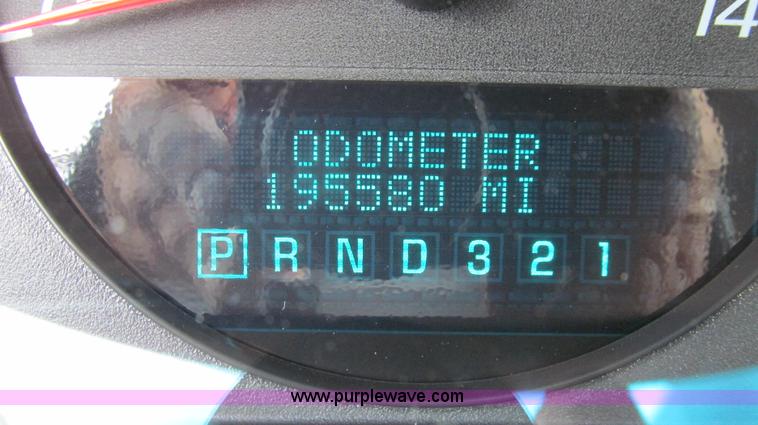 14
ODOMETER
195580 MI
P R N D 3 2 1
www.purplewave.com